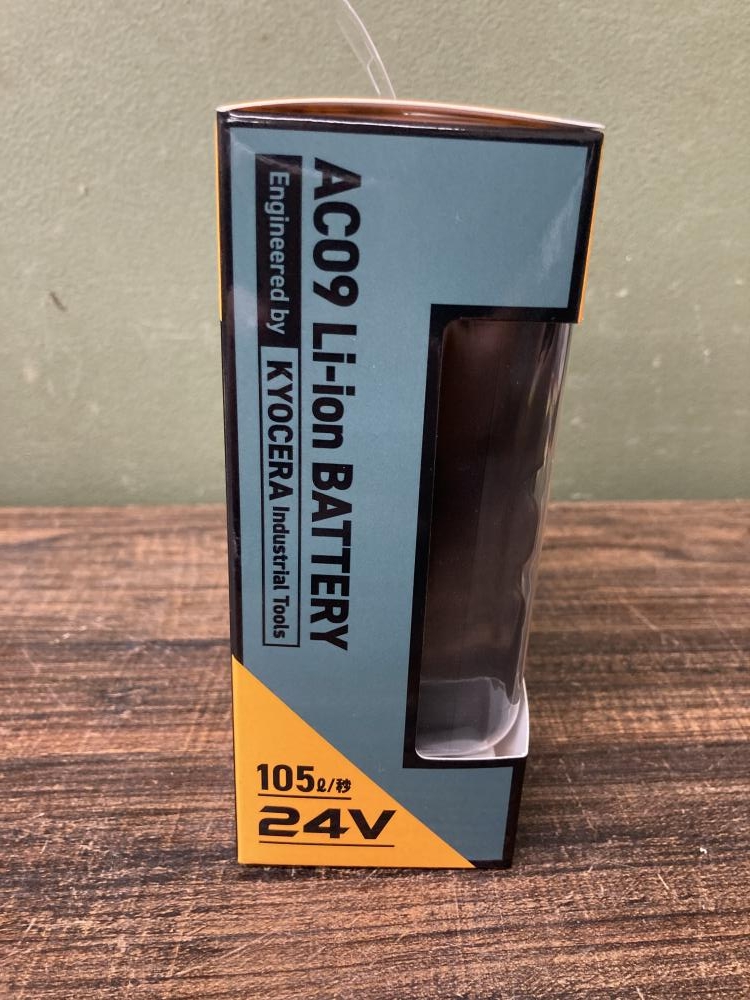 AC09 Li-ion BATTERY
Engineered by KYOCERA Industrial Tools
105ℓ/秒
24V